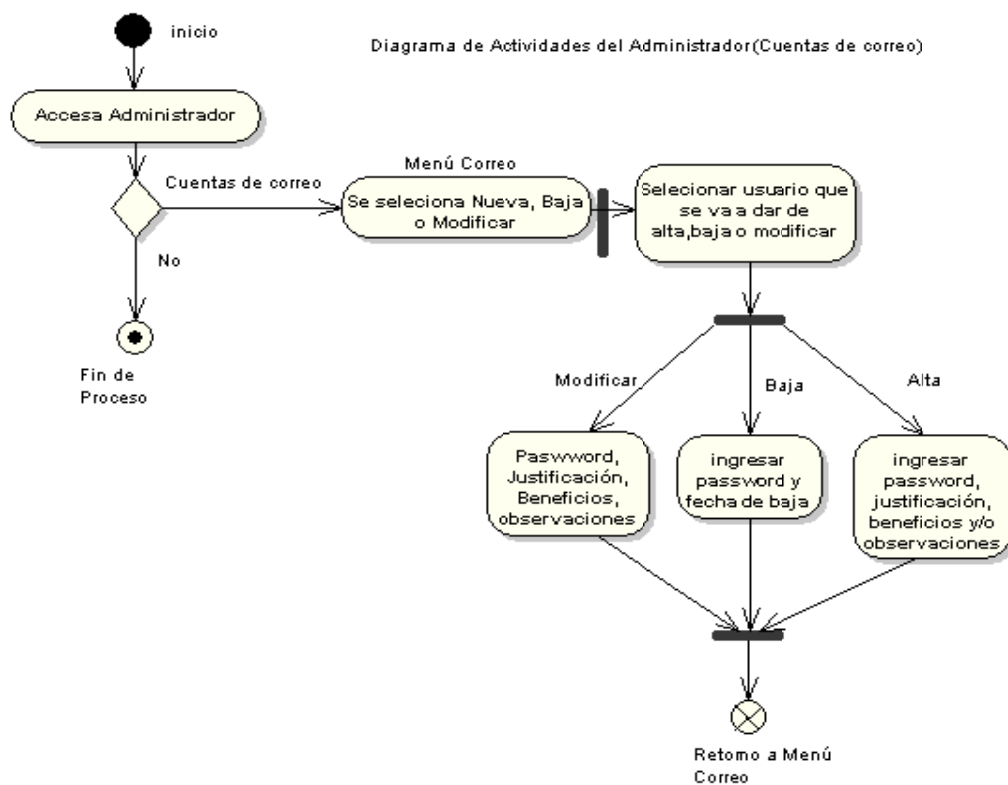 inicio
Diagrama de Actividades del Administrador(Cuentas de correo)
Accesa Administrador
Cuentas de correo
Menú Correo
Se seleciona Nueva, Baja
o Modificar
Selecionar usuario que
se va a dar de
alta,baja o modificar
No
Fin de
Proceso
Modificar
Baja
Alta
Paswword,
Justificación,
Beneficios,
observaciones
ingresar
password y
fecha de baja
ingresar
password,
justificación,
beneficios y/o
observaciones
Retorno a Menú
Correo